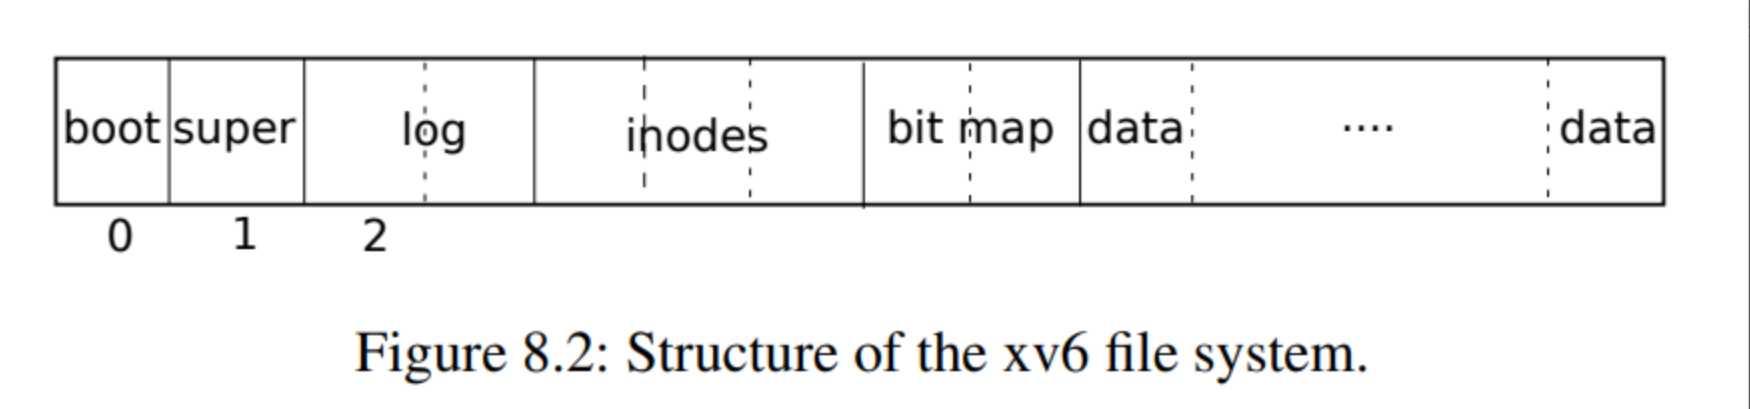 boot super log inodes bit map data .... data
0 1 2
Figure 8.2: Structure of the xv6 file system.